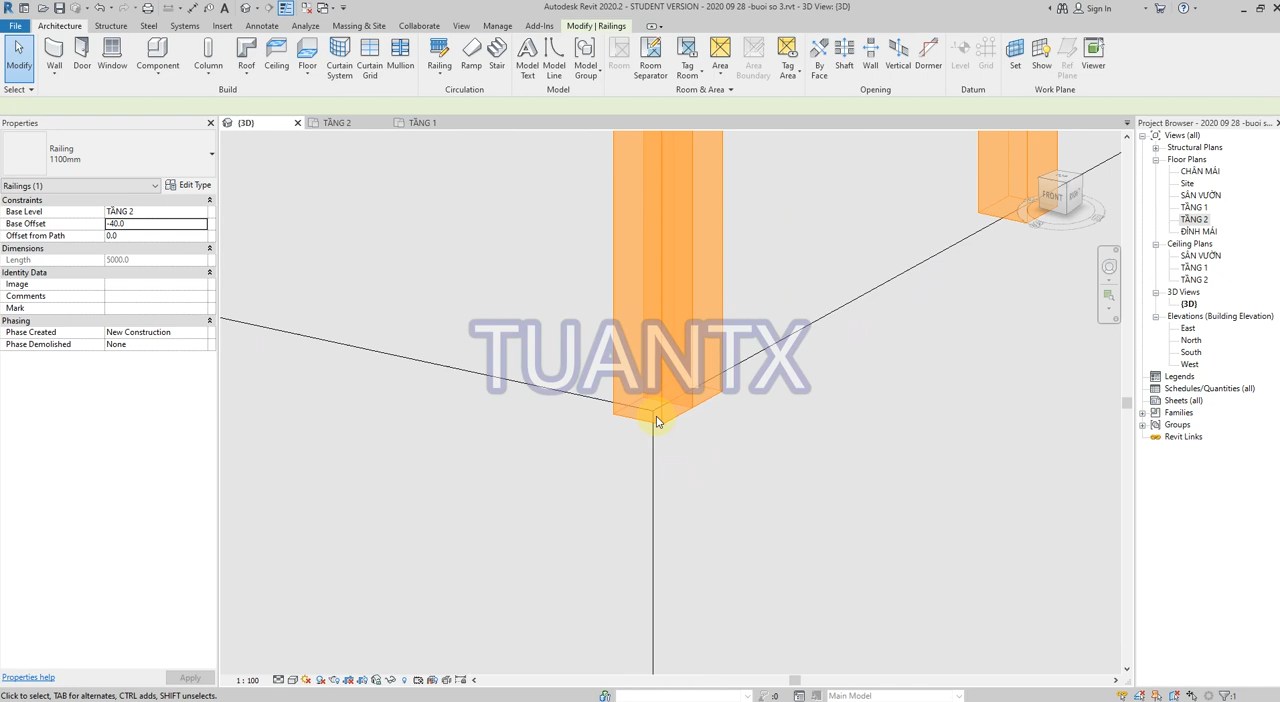 Autodesk Revit 2020.2 - STUDENT VERSION - 2020 09 28 -buoi so 3.rvt - 3D View: {3D}
Sign In
File Architecture Structure Steel Systems Insert Annotate Analyze Massing & Site Collaborate View Manage Add-Ins Modify | Railings
Modify Wall Door Window Component Column Roof Ceiling Floor Curtain System Curtain Grid Mullion Railing Ramp Stair Model Text Model Line Model Group Room Room Separator Tag Room Area Area Boundary Tag Area By Face Shaft Wall Vertical Dormer Level Grid Set Show Ref Plane Viewer
Select Build Circulation Model Room & Area Opening Datum Work Plane
Properties
{3D} TẦNG 2 TẦNG 1
Project Browser - 2020 09 28 -buoi s...
Railing
1100mm
Railings (1) Edit Type
Constraints
Base Level TẦNG 2
Base Offset -40.0
Offset from Path 0.0
Dimensions
Length 5000.0
Identity Data
Image
Comments
Mark
Phasing
Phase Created New Construction
Phase Demolished None
Properties help Apply
FRONT
TUANTX
Views (all)
Structural Plans
Floor Plans
CHÂN MÁI
Site
SÂN VƯỜN
TẦNG 1
TẦNG 2
ĐỈNH MÁI
Ceiling Plans
SÂN VƯỜN
TẦNG 1
TẦNG 2
3D Views
{3D}
Elevations (Building Elevation)
East
North
South
West
Legends
Schedules/Quantities (all)
Sheets (all)
Families
Groups
Revit Links
1 : 100
Click to select, TAB for alternates, CTRL adds, SHIFT unselects.
:0 Main Model :1